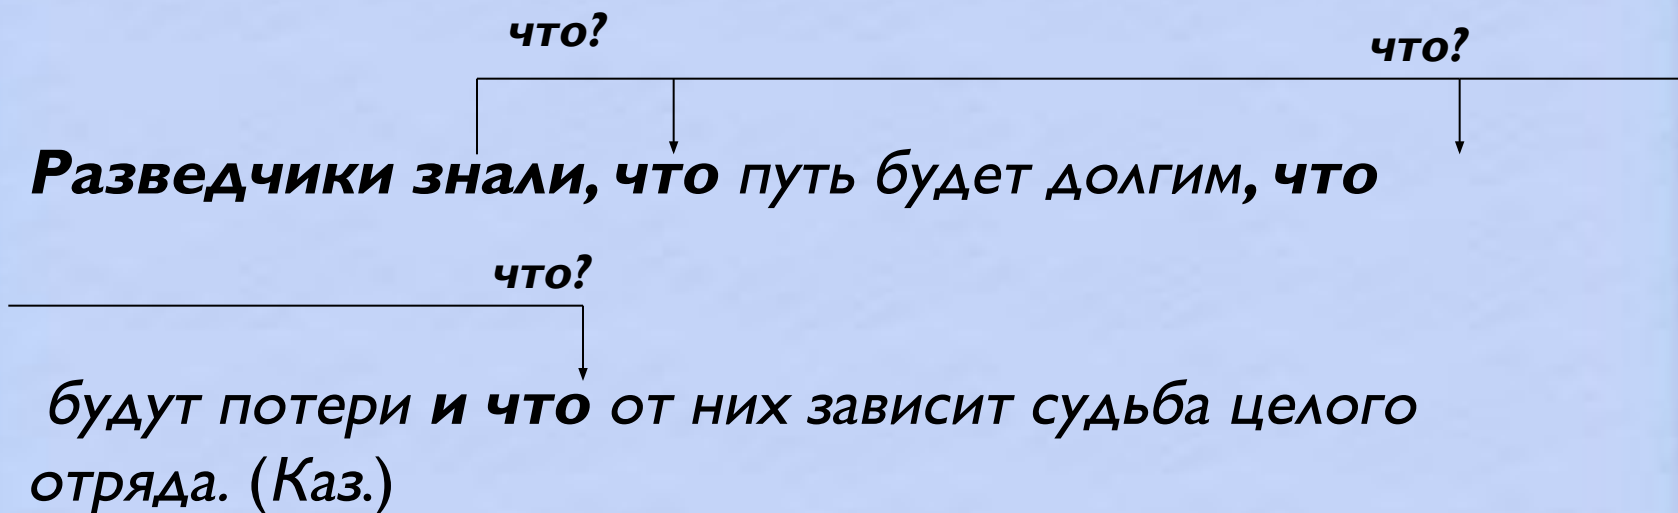 что? что?
Разведчики знали, что путь будет долгим, что
что?
будут потери и что от них зависит судьба целого
отряда. (Каз.)